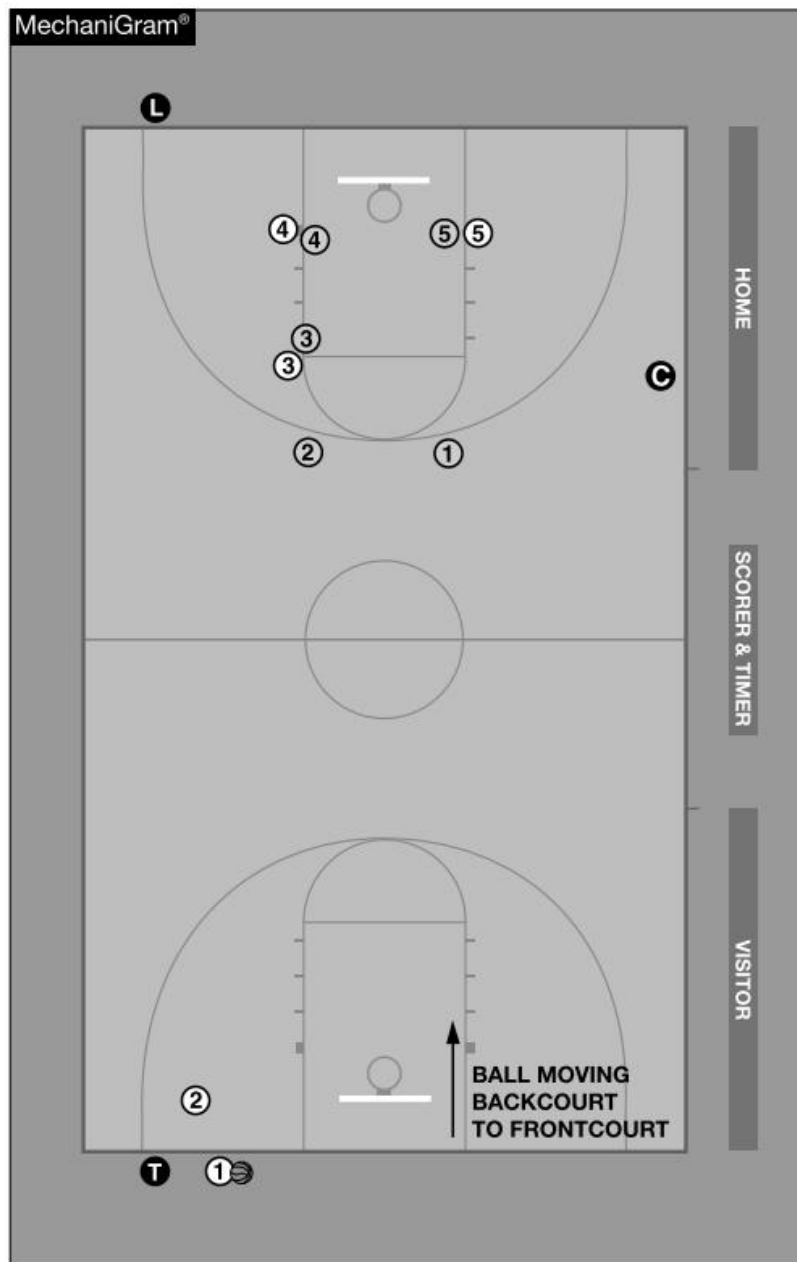 MechaniGram®
L
4 4 5 5
3
3
C
2 1
HOME
SCORER & TIMER
VISITOR
BALL MOVING
BACKCOURT
TO FRONTCOURT
2
T 1